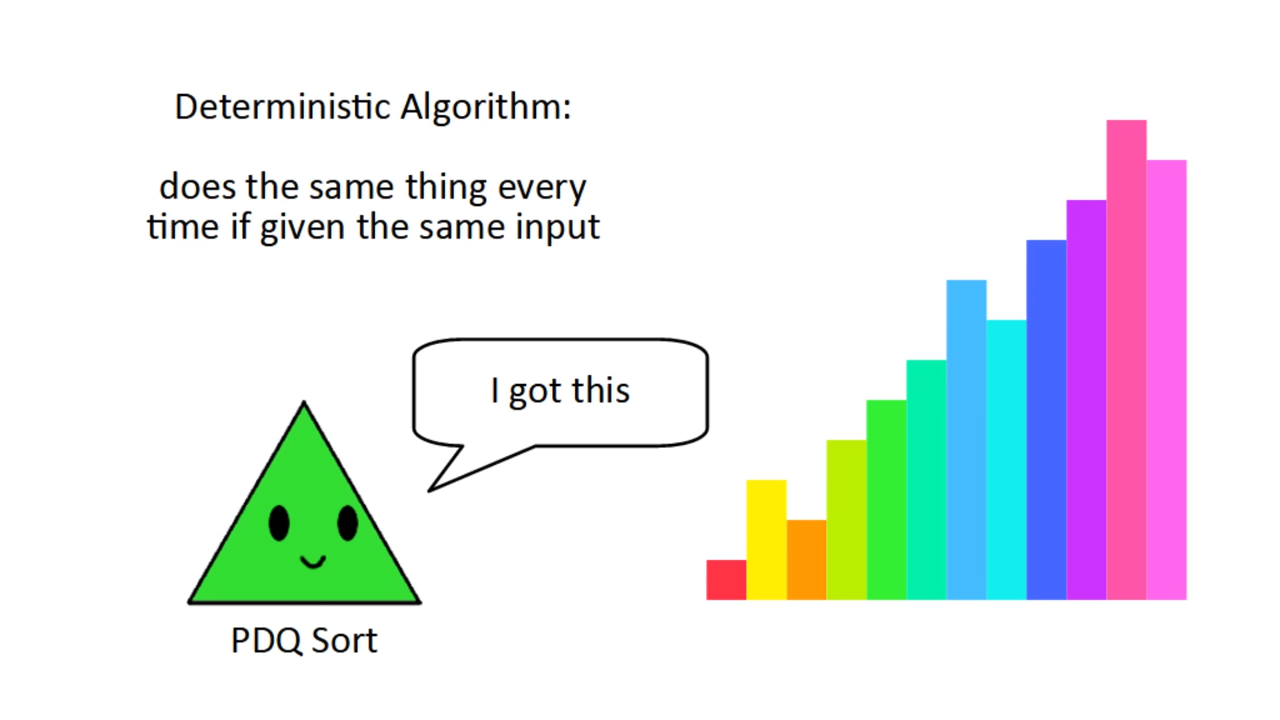 Deterministic Algorithm:
does the same thing every
time if given the same input
I got this
PDQ Sort